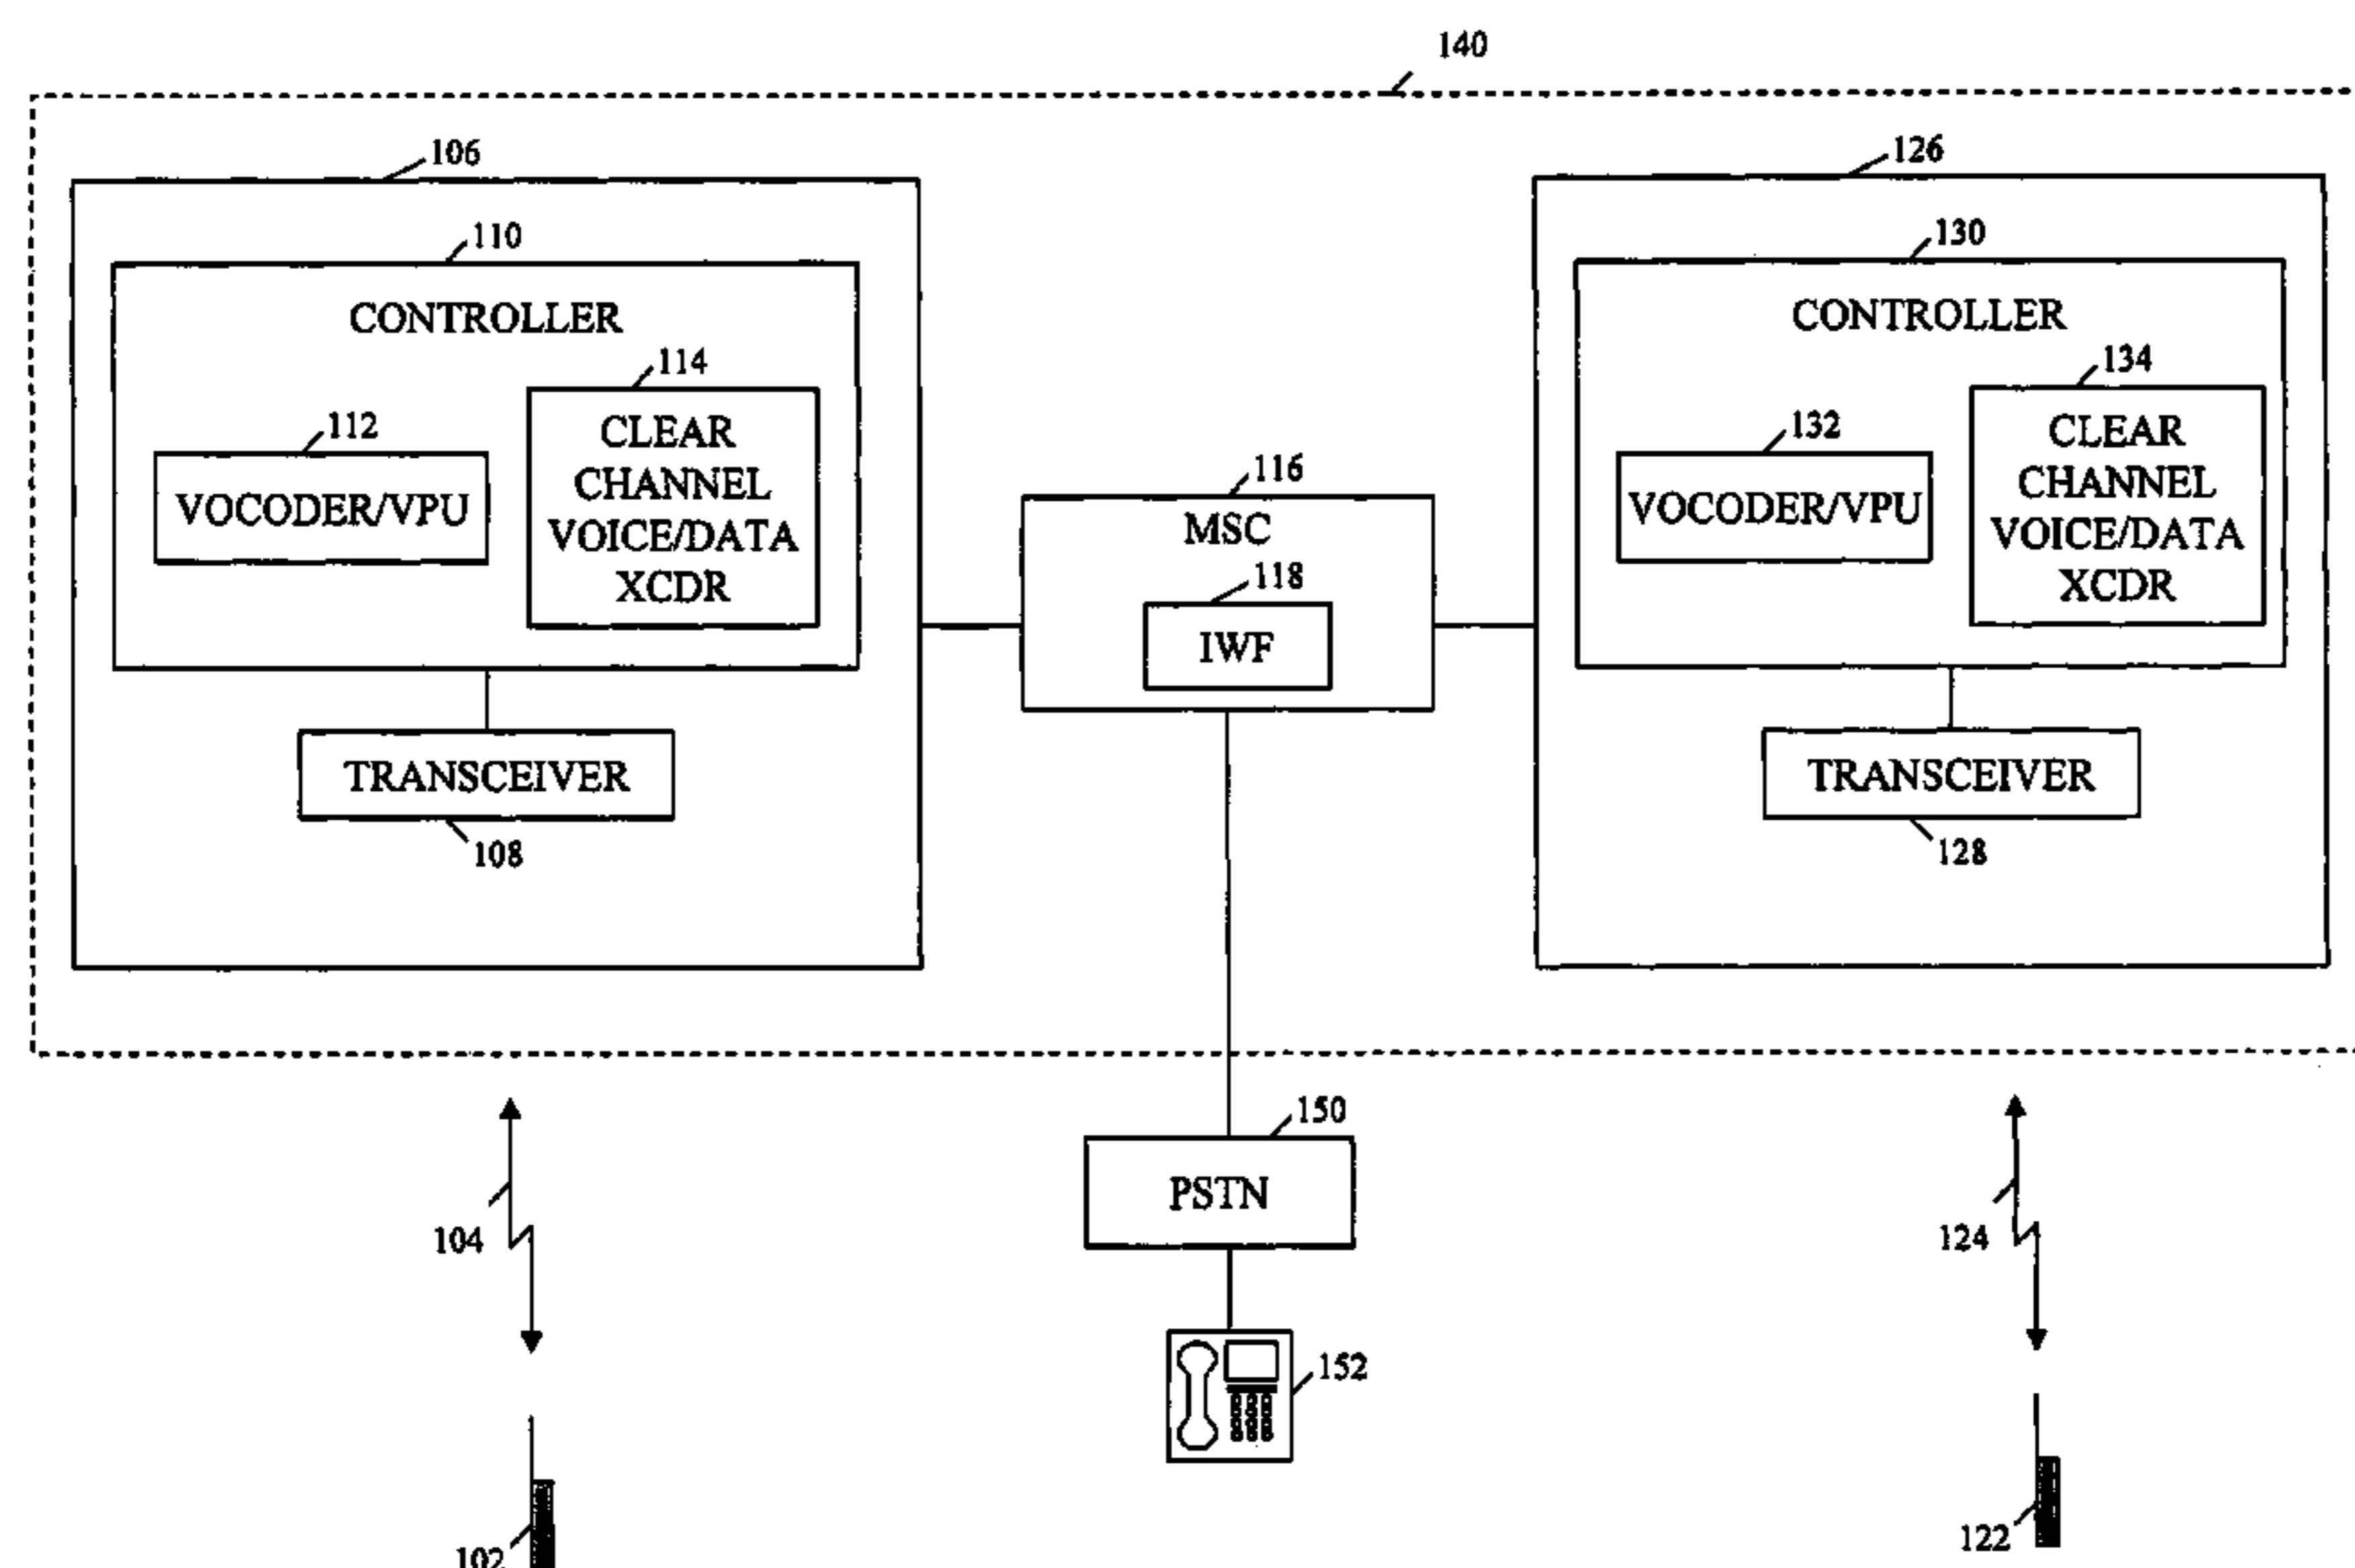 140
106
126
110
130
CONTROLLER
CONTROLLER
114
134
CLEAR
CHANNEL
VOICE/DATA
XCDR
CLEAR
CHANNEL
VOICE/DATA
XCDR
112
132
VOCODER/VPU
VOCODER/VPU
116
MSC
118
IWF
TRANSCEIVER
TRANSCEIVER
108
128
150
PSTN
104
124
152
102
122